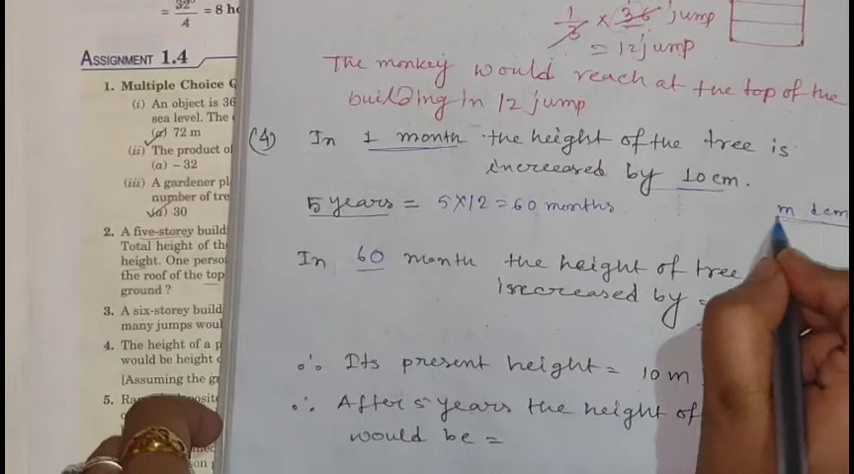 = 32/4 = 8
ASSIGNMENT 1.4
1. Multiple Choice
(i) An object is 36
sea level. The
(a) 72 m
(ii) The product of
(a) – 32
(iii) A gardener pl
number of tre
(a) 30
2. A five-storey build
Total height of the
height. One perso
the roof of the top
ground ?
3. A six-storey build
many jumps woul
4. The height of a p
would be height
[Assuming the gr
5.
1/3 × 36 jump
= 12 jump
The monkey would reach at the top of the
building in 12 jump
(4) In 1 month the height of the tree is
increeared by 10 cm.
5 years = 5×12 = 60 months
m dcm
In 60 month the height of tree
increcared by =
∴ Its present height = 10 m
∴ After 5 years the height of
would be =